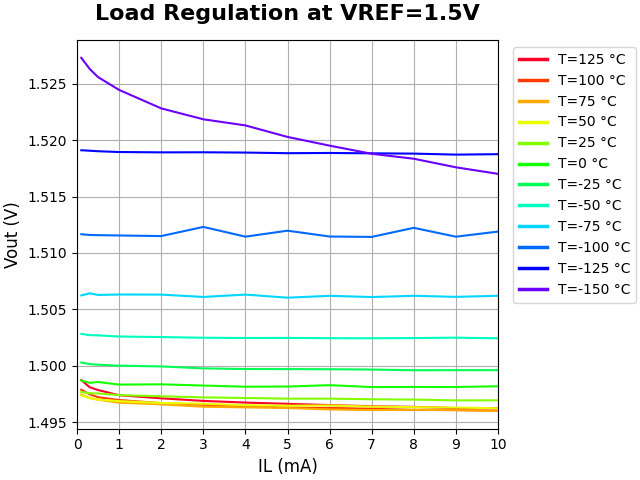 Load Regulation at VREF=1.5V
Vout (V)
1.525
1.520
1.515
1.510
1.505
1.500
1.495
0 1 2 3 4 5 6 7 8 9 10
IL (mA)
T=125 °C
T=100 °C
T=75 °C
T=50 °C
T=25 °C
T=0 °C
T=-25 °C
T=-50 °C
T=-75 °C
T=-100 °C
T=-125 °C
T=-150 °C